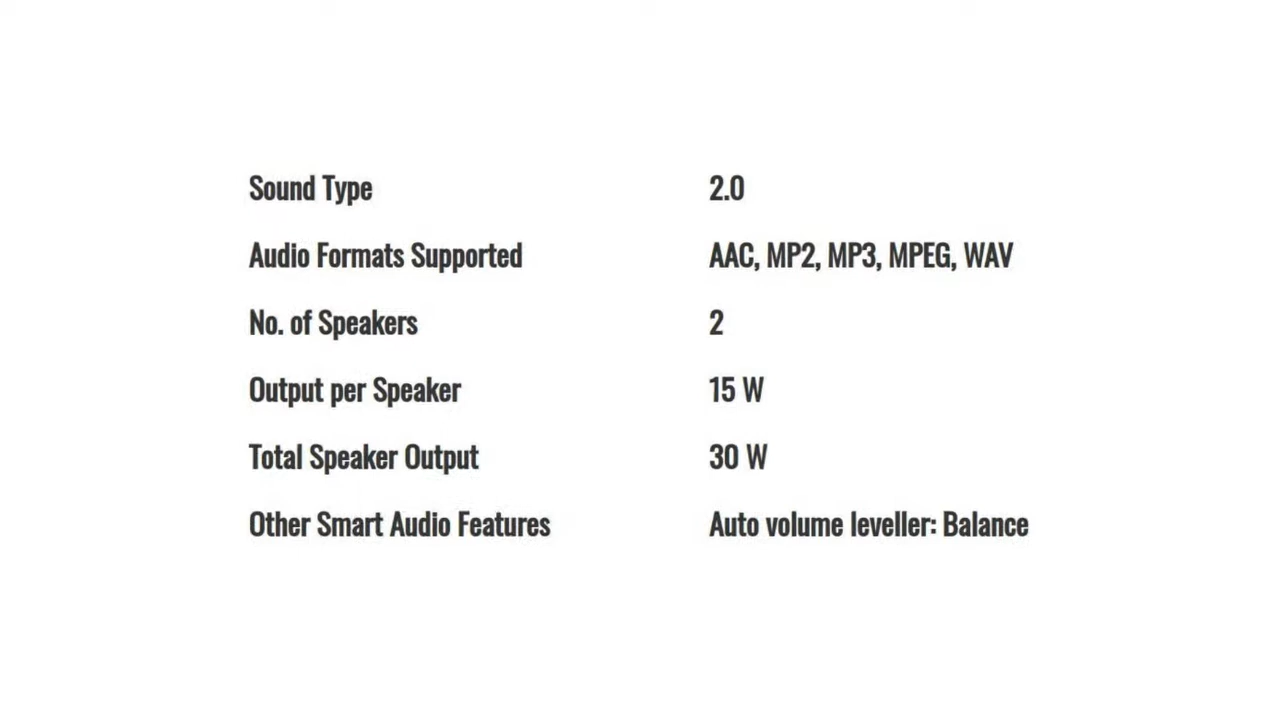 Sound Type 2.0
Audio Formats Supported AAC, MP2, MP3, MPEG, WAV
No. of Speakers 2
Output per Speaker 15 W
Total Speaker Output 30 W
Other Smart Audio Features Auto volume leveller: Balance